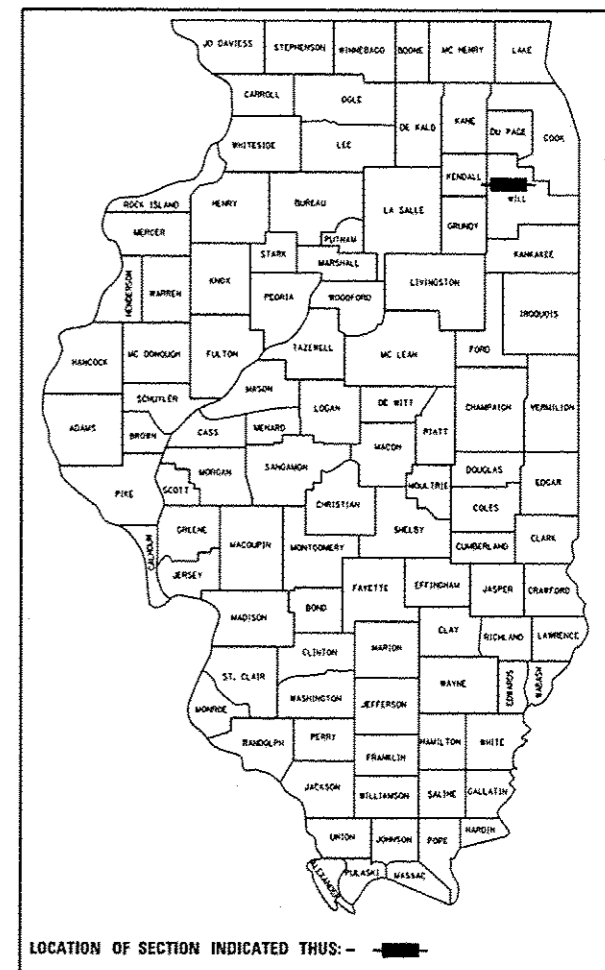 JO DAVIESS STEPHENSON WINNEBAGO BOONE MC HENRY LAKE
CARROLL OGLE DE KALB KANE DU PAGE COOK
WHITESIDE LEE KENDALL WILL
ROCK ISLAND HENRY BUREAU LA SALLE GRUNDY
MERCER PUTNAM KANKAKEE
HENDERSON WARREN KNOX STARK MARSHALL LIVINGSTON
PEORIA WOODFORD IROQUOIS
HANCOCK MC DONOUGH FULTON TAZEWELL MC LEAN FORD
SCHUYLER MASON LOGAN DE WITT CHAMPAIGN VERMILION
ADAMS BROWN CASS MENARD MACON PIATT
PIKE SCOTT MORGAN SANGAMON MOULTRIE DOUGLAS EDGAR
CHRISTIAN COLES
CALHOUN GREENE MACOUPIN MONTGOMERY SHELBY CUMBERLAND CLARK
JERSEY FAYETTE EFFINGHAM JASPER CRAWFORD
MADISON BOND CLAY RICHLAND LAWRENCE
CLINTON MARION
ST. CLAIR WASHINGTON WAYNE EDWARDS WABASH
MONROE JEFFERSON
RANDOLPH PERRY FRANKLIN HAMILTON WHITE
JACKSON WILLIAMSON SALINE GALLATIN
UNION JOHNSON POPE HARDIN
ALEXANDER PULASKI MASSAC
LOCATION OF SECTION INDICATED THUS: -